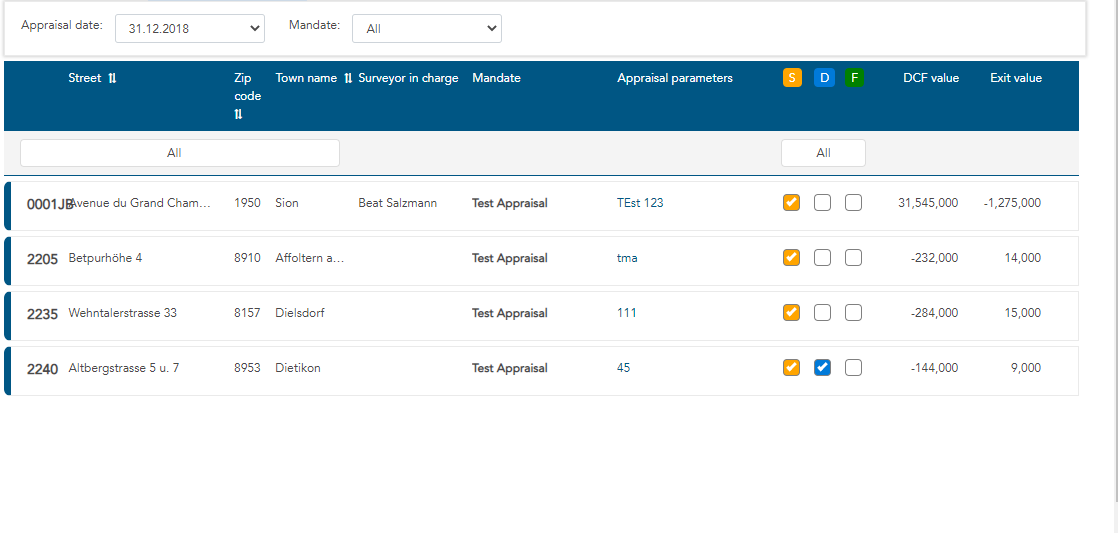 Appraisal date: 31.12.2018 Mandate: All
Street ⇅ Zip code ⇅ Town name ⇅ Surveyor in charge Mandate Appraisal parameters S D F DCF value Exit value
All All
0001JB Avenue du Grand Cham... 1950 Sion Beat Salzmann Test Appraisal TEst 123 31,545,000 -1,275,000
2205 Betpurhöhe 4 8910 Affoltern a... Test Appraisal tma -232,000 14,000
2235 Wehntalerstrasse 33 8157 Dielsdorf Test Appraisal 111 -284,000 15,000
2240 Altbergstrasse 5 u. 7 8953 Dietikon Test Appraisal 45 -144,000 9,000